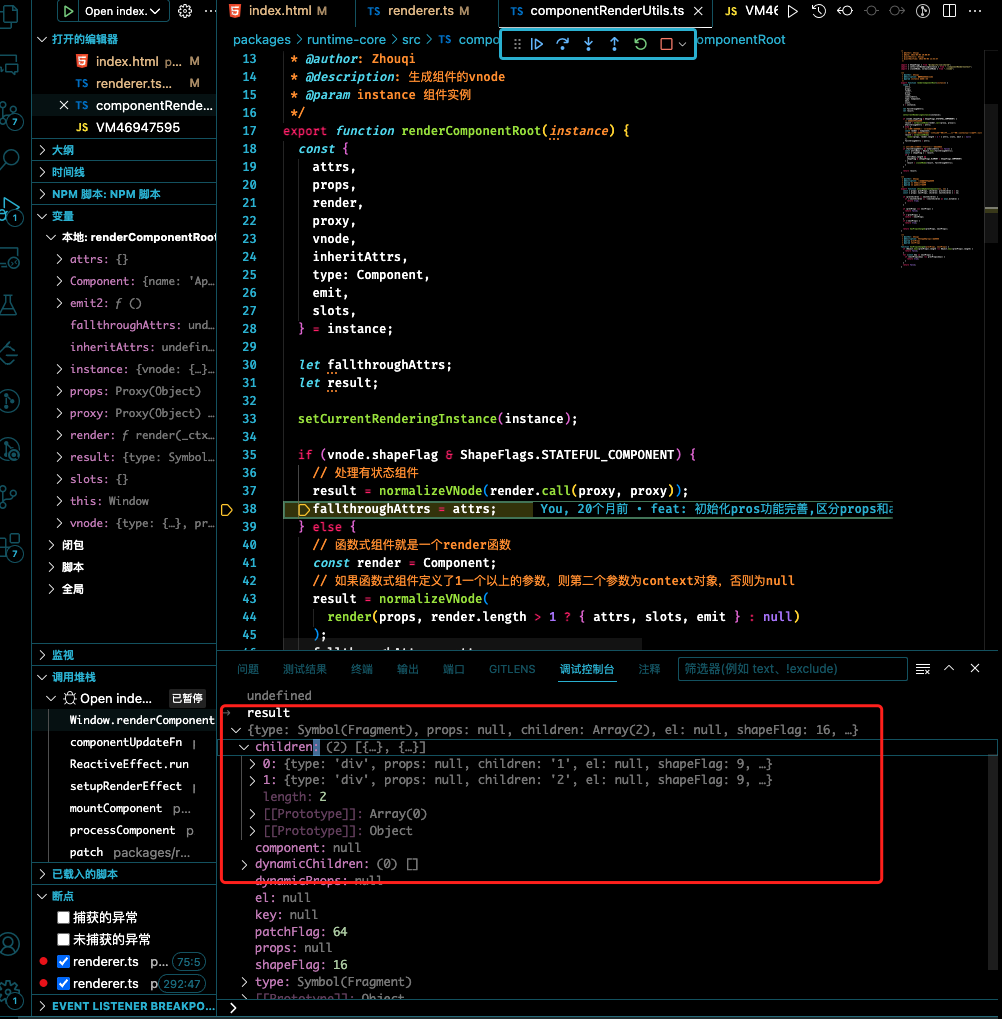 Open index.
index.html M
TS renderer.ts M
TS componentRenderUtils.ts
JS VM46
打开的编辑器
index.html p... M
TS renderer.ts... M
TS componentRende...
JS VM46947595
大纲
时间线
NPM 脚本: NPM 脚本
变量
本地: renderComponentRoot
attrs: {}
Component: {name: 'Ap…
emit2: ƒ ()
fallthroughAttrs: und…
inheritAttrs: undefin…
instance: {vnode: {…}…
props: Proxy(Object)
proxy: Proxy(Object) …
render: ƒ render(_ctx…
result: {type: Symbol…
slots: {}
this: Window
vnode: {type: {…}, pr…
闭包
脚本
全局
监视
调用堆栈
Open inde... 已暂停
Window.renderComponent
componentUpdateFn
ReactiveEffect.run
setupRenderEffect
mountComponent p...
processComponent p
patch packages/r...
已载入的脚本
断点
捕获的异常
未捕获的异常
renderer.ts p... 75:5
renderer.ts p 292:47
EVENT LISTENER BREAKPO...
7
1
7
1
packages > runtime-core > src > TS compo
omponentRoot
13 * @author: Zhouqi
14 * @description: 生成组件的vnode
15 * @param instance 组件实例
16 */
17 export function renderComponentRoot(instance) {
18 const {
19 attrs,
20 props,
21 render,
22 proxy,
23 vnode,
24 inheritAttrs,
25 type: Component,
26 emit,
27 slots,
28 } = instance;
29
30 let fallthroughAttrs;
31 let result;
32
33 setCurrentRenderingInstance(instance);
34
35 if (vnode.shapeFlag & ShapeFlags.STATEFUL_COMPONENT) {
36 // 处理有状态组件
37 result = normalizeVNode(render.call(proxy, proxy));
38 fallthroughAttrs = attrs; You, 20个月前 • feat: 初始化pros功能完善,区分props和a
39 } else {
40 // 函数式组件就是一个render函数
41 const render = Component;
42 // 如果函数式组件定义了1一个以上的参数，则第二个参数为context对象，否则为null
43 result = normalizeVNode(
44 render(props, render.length > 1 ? { attrs, slots, emit } : null)
45 );
问题 测试结果 终端 输出 端口 GITLENS 调试控制台 注释 筛选器(例如 text、!exclude)
undefined
result
{type: Symbol(Fragment), props: null, children: Array(2), el: null, shapeFlag: 16, …}
children: (2) [{…}, {…}]
0: {type: 'div', props: null, children: '1', el: null, shapeFlag: 9, …}
1: {type: 'div', props: null, children: '2', el: null, shapeFlag: 9, …}
length: 2
[[Prototype]]: Array(0)
[[Prototype]]: Object
component: null
dynamicChildren: (0) []
dynamicProps: null
el: null
key: null
patchFlag: 64
props: null
shapeFlag: 16
type: Symbol(Fragment)
[[Prototype]]: Object